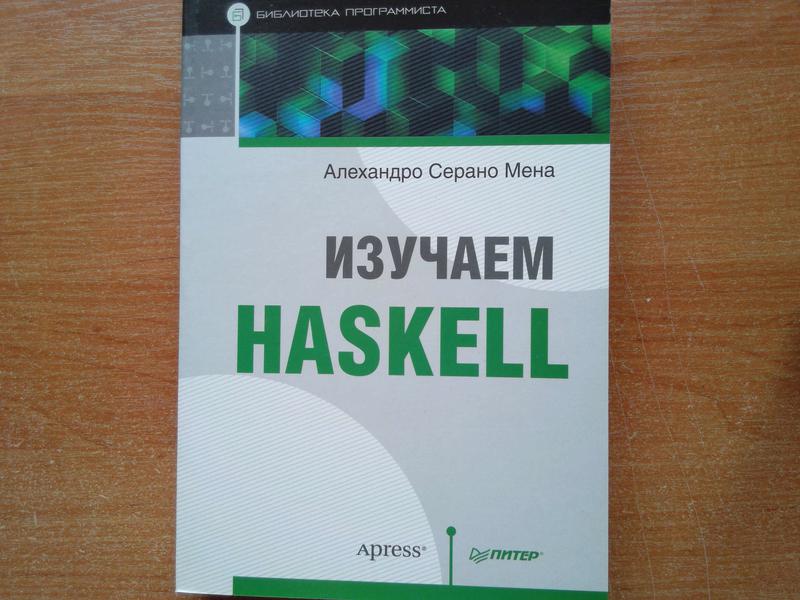 БИБЛИОТЕКА ПРОГРАММИСТА
Алехандро Серано Мена
ИЗУЧАЕМ
HASKELL
Apress®
ПИТЕР®